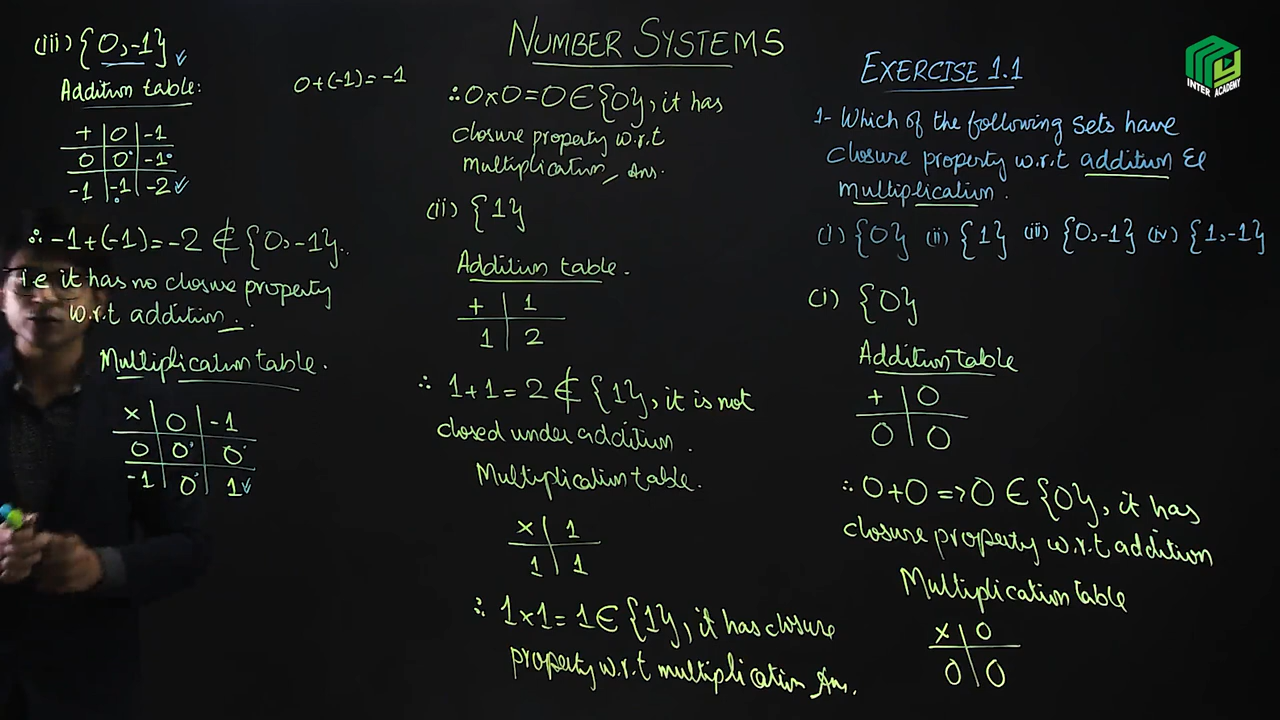 NUMBER SYSTEMS
INTER ACADEMY
EXERCISE 1.1
1- Which of the following sets have
closure property w.r.t addition &
multiplication.
(i) {0} (ii) {1} (iii) {0,-1} (iv) {1,-1}
(i) {0}
Addition table
+ | 0
0 | 0
∴ 0+0 => 0 ∈ {0}, it has
closure property w.r.t addition
Multiplication table
× | 0
0 | 0
∴ 0×0=0 ∈ {0}, it has
closure property w.r.t
multiplication Ans.
(ii) {1}
Addition table.
+ | 1
1 | 2
∴ 1+1=2 ∉ {1}, it is not
closed under addition.
Multiplication table.
× | 1
1 | 1
∴ 1×1=1 ∈ {1}, it has closure
property w.r.t multiplication Ans.
(iii) {0,-1}
Addition table:
0+(-1)=-1
+ | 0 | -1
0 | 0 | -1
-1 | -1 | -2
∴ -1+(-1)=-2 ∉ {0,-1}.
i.e it has no closure property
w.r.t addition.
Multiplication table.
× | 0 | -1
0 | 0 | 0
-1 | 0 | 1